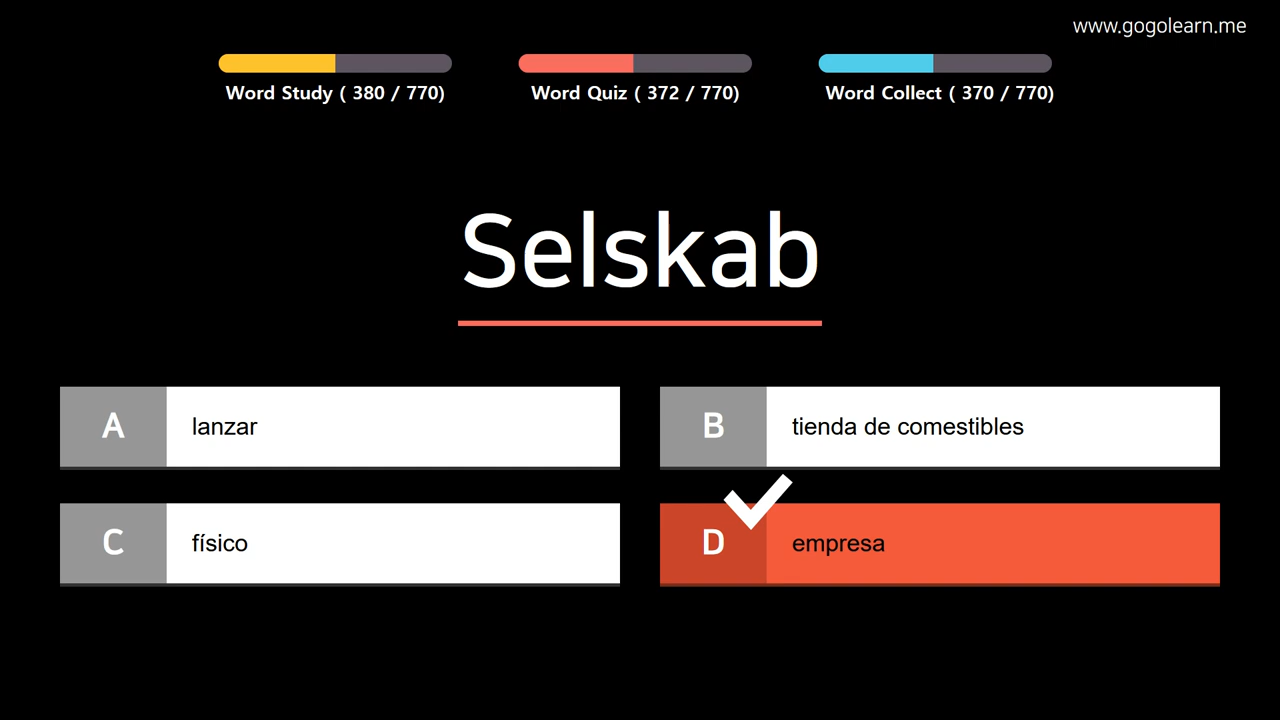 www.gogolearn.me
Word Study ( 380 / 770)
Word Quiz ( 372 / 770)
Word Collect ( 370 / 770)
Selskab
A lanzar
B tienda de comestibles
C físico
D empresa